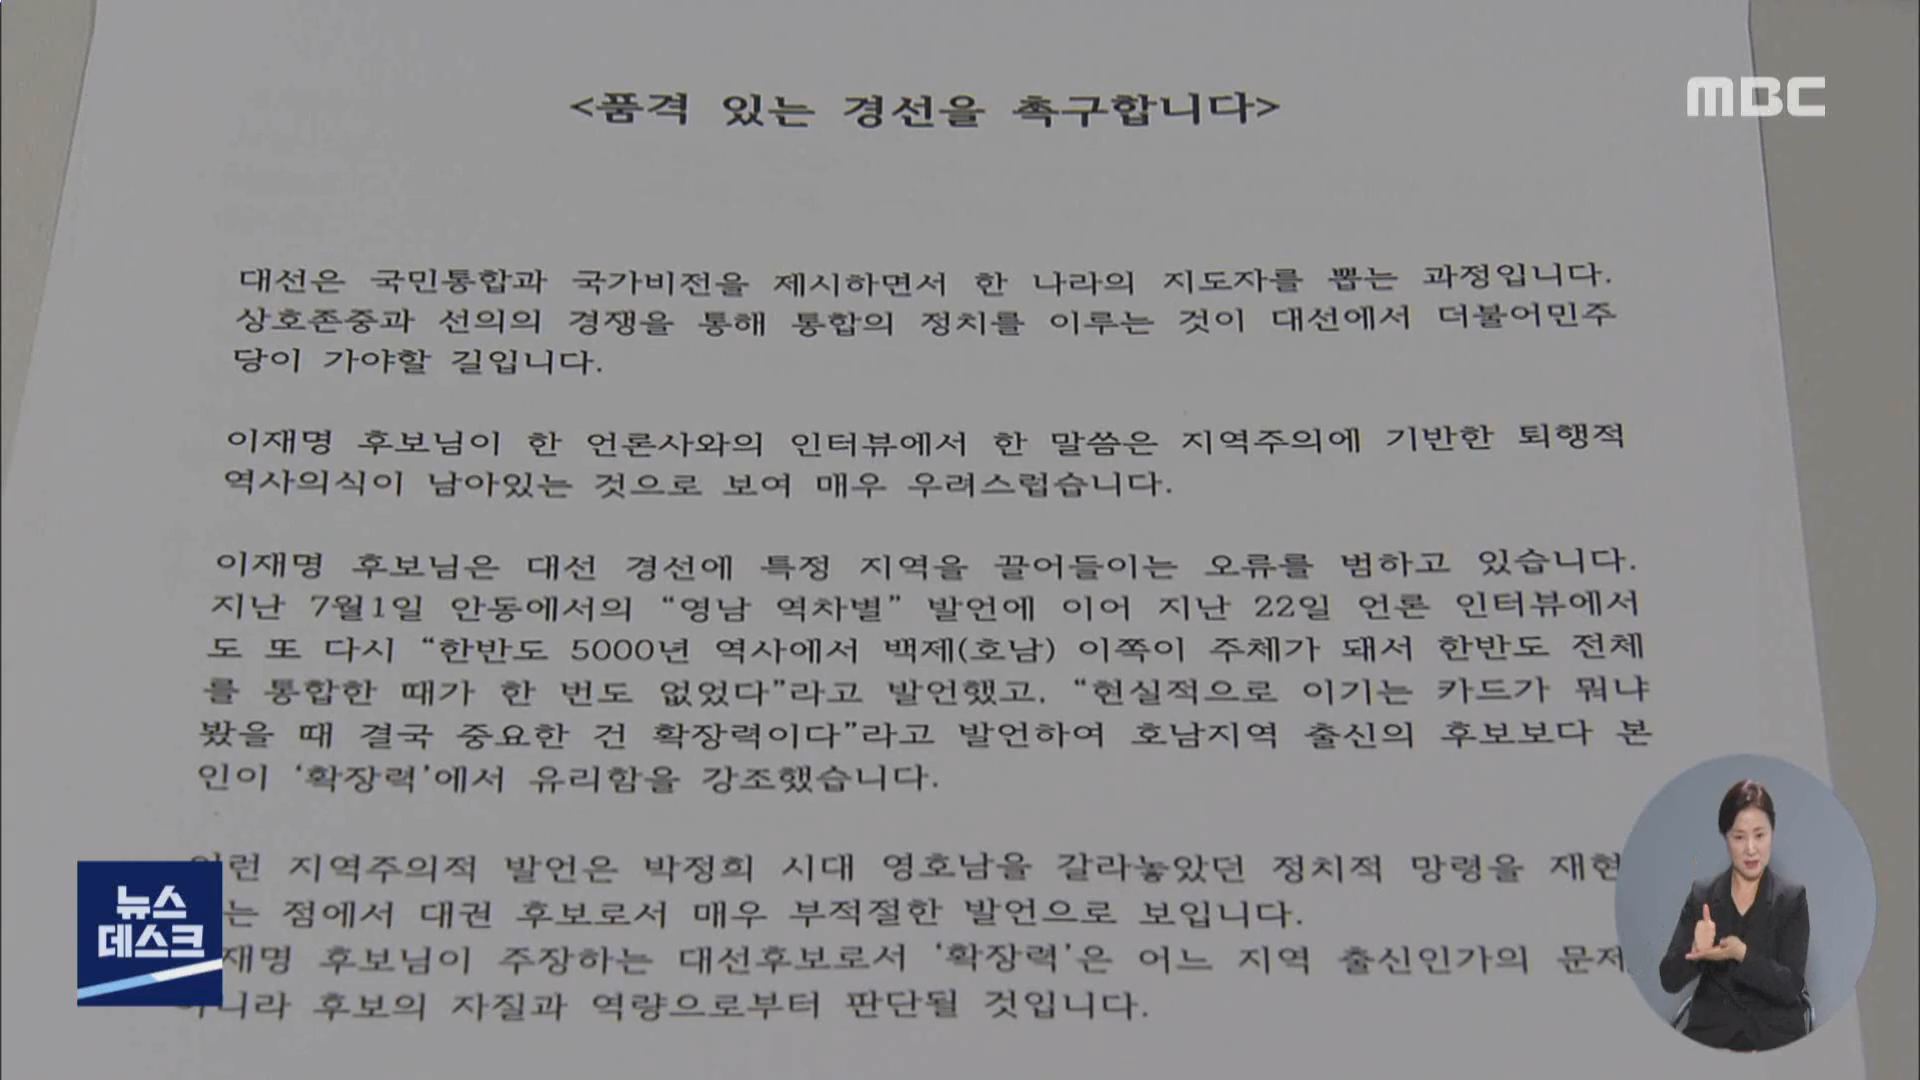 MBC
<품격 있는 경선을 촉구합니다>
대선은 국민통합과 국가비전을 제시하면서 한 나라의 지도자를 뽑는 과정입니다.
상호존중과 선의의 경쟁을 통해 통합의 정치를 이루는 것이 대선에서 더불어민주
당이 가야할 길입니다.
이재명 후보님이 한 언론사와의 인터뷰에서 한 말씀은 지역주의에 기반한 퇴행적
역사의식이 남아있는 것으로 보여 매우 우려스럽습니다.
이재명 후보님은 대선 경선에 특정 지역을 끌어들이는 오류를 범하고 있습니다.
지난 7월1일 안동에서의 “영남 역차별” 발언에 이어 지난 22일 언론 인터뷰에서
도 또 다시 “한반도 5000년 역사에서 백제(호남) 이쪽이 주체가 돼서 한반도 전체
를 통합한 때가 한 번도 없었다”라고 발언했고, “현실적으로 이기는 카드가 뭐냐
봤을 때 결국 중요한 건 확장력이다”라고 발언하여 호남지역 출신의 후보보다 본
인이 ‘확장력’에서 유리함을 강조했습니다.
이런 지역주의적 발언은 박정희 시대 영호남을 갈라놓았던 정치적 망령을 재현
는 점에서 대권 후보로서 매우 부적절한 발언으로 보입니다.
재명 후보님이 주장하는 대선후보로서 ‘확장력’은 어느 지역 출신인가의 문제
아니라 후보의 자질과 역량으로부터 판단될 것입니다.
뉴스
데스크